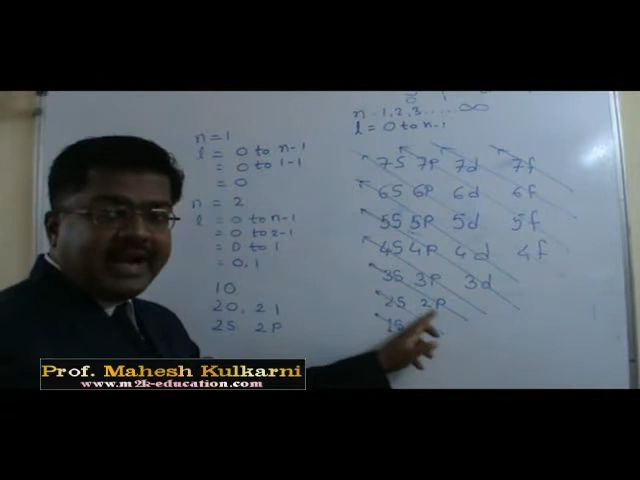 n = 1
l = 0 to n-1
= 0 to 1-1
= 0
n = 2
l = 0 to n-1
= 0 to 2-1
= 0 to 1
= 0, 1
10
20, 21
2S 2P
n - 1,2,3......∞
l = 0 to n-1
7S 7P 7d 7f
6S 6P 6d 6f
5S 5P 5d 5f
4S 4P 4d 4f
3S 3P 3d
2S 2P
1S
Prof. Mahesh Kulkarni
www.m2k-education.com